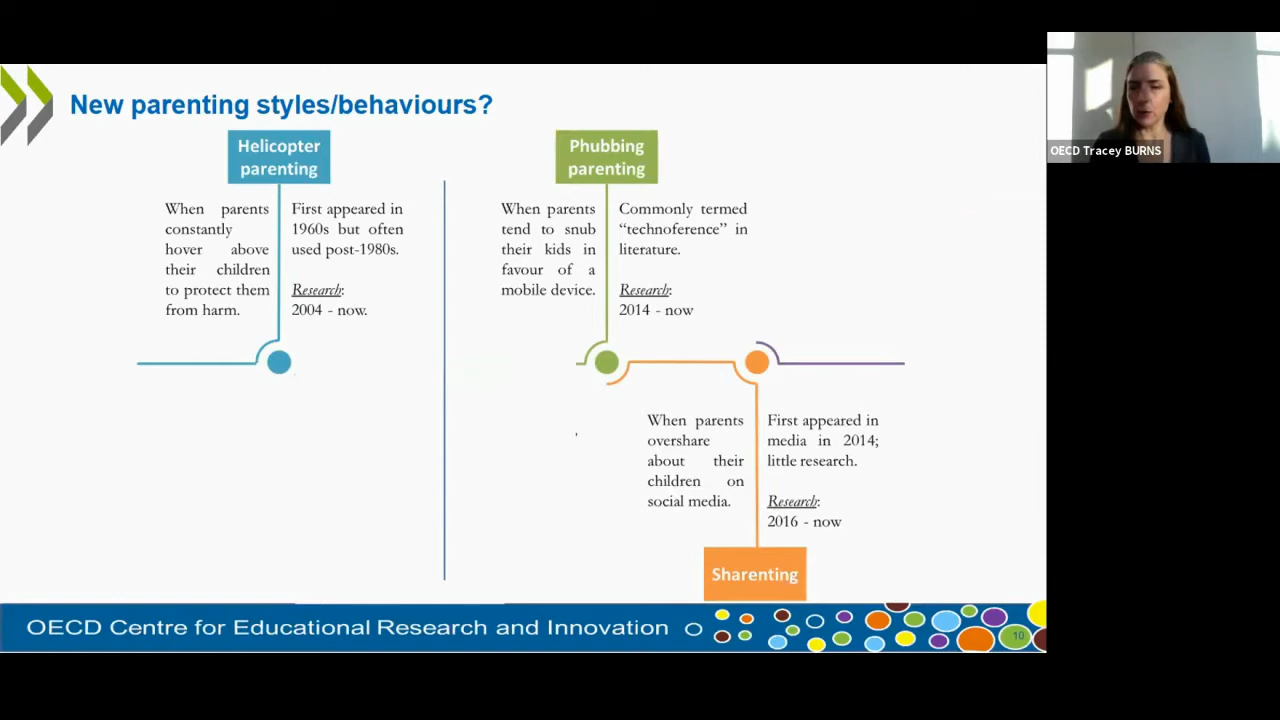 New parenting styles/behaviours?
Helicopter
parenting
When parents
constantly
hover above
their children
to protect them
from harm.
First appeared in
1960s but often
used post-1980s.
Research:
2004 - now.
Phubbing
parenting
When parents
tend to snub
their kids in
favour of a
mobile device.
Commonly termed
“technoference” in
literature.
Research:
2014 - now
When parents
overshare
about their
children on
social media.
First appeared in
media in 2014;
little research.
Research:
2016 - now
Sharenting
OECD Centre for Educational Research and Innovation
10
OECD Tracey BURNS